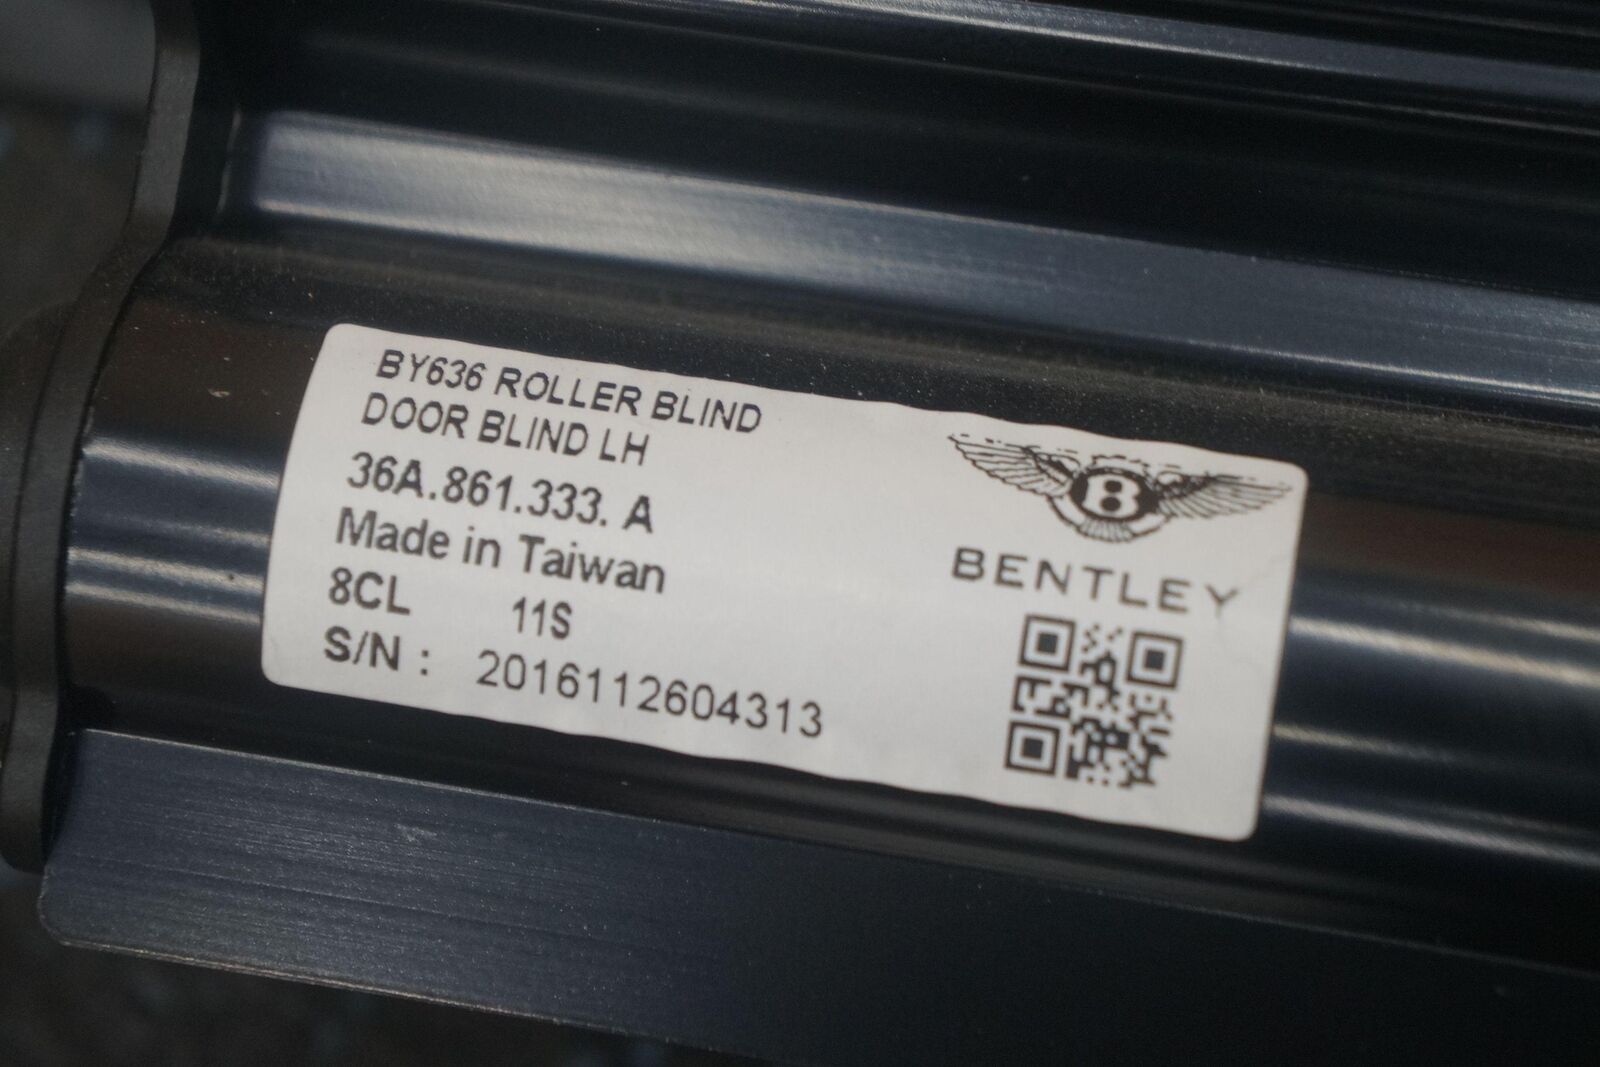 BY636 ROLLER BLIND
DOOR BLIND LH
36A.861.333. A
Made in Taiwan
8CL 11S
S/N : 2016112604313
B
BENTLEY